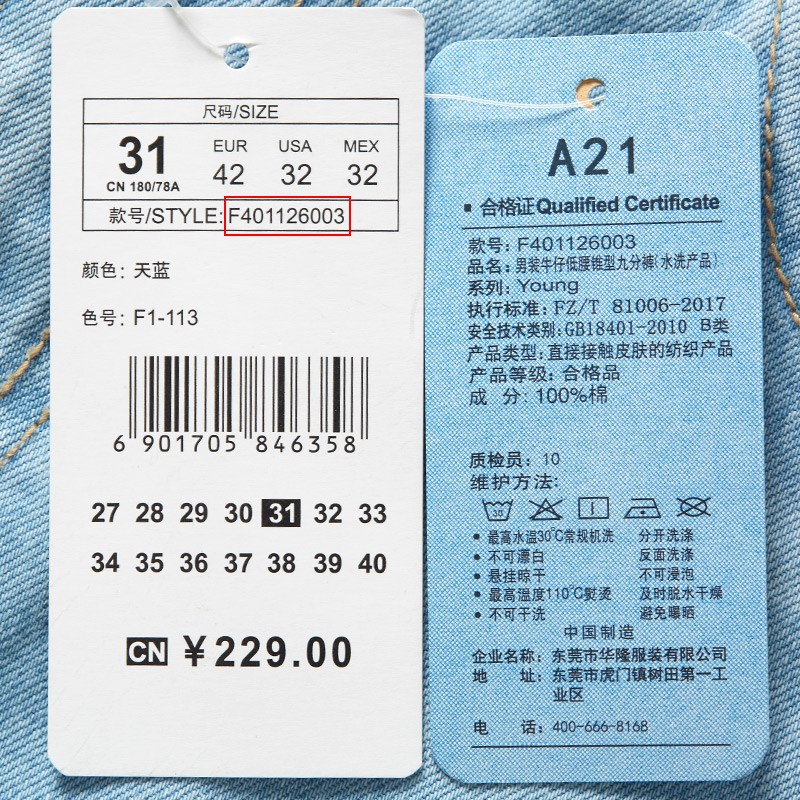 尺码/SIZE
31
CN 180/78A
EUR USA MEX
42 32 32
款号/STYLE: F401126003
颜色: 天蓝
色号: F1-113
6 901705 846358
27 28 29 30 31 32 33
34 35 36 37 38 39 40
CN ¥229.00
A21
▪ 合格证Qualified Certificate
款号: F401126003
品名: 男装牛仔低腰锥型九分裤(水洗产品)
系列: Young
执行标准: FZ/T 81006-2017
安全技术类别: GB18401-2010 B类
产品类型: 直接接触皮肤的纺织产品
产品等级: 合格品
成 分: 100%棉
质检员: 10
维护方法:
30
• 最高水温30℃常规机洗 分开洗涤
• 不可漂白 反面洗涤
• 悬挂晾干 不可浸泡
• 最高温度110℃熨烫 及时脱水干燥
• 不可干洗 避免曝晒
中国制造
企业名称: 东莞市华隆服装有限公司
地 址: 东莞市虎门镇树田第一工
业区
电 话: 400-666-8168